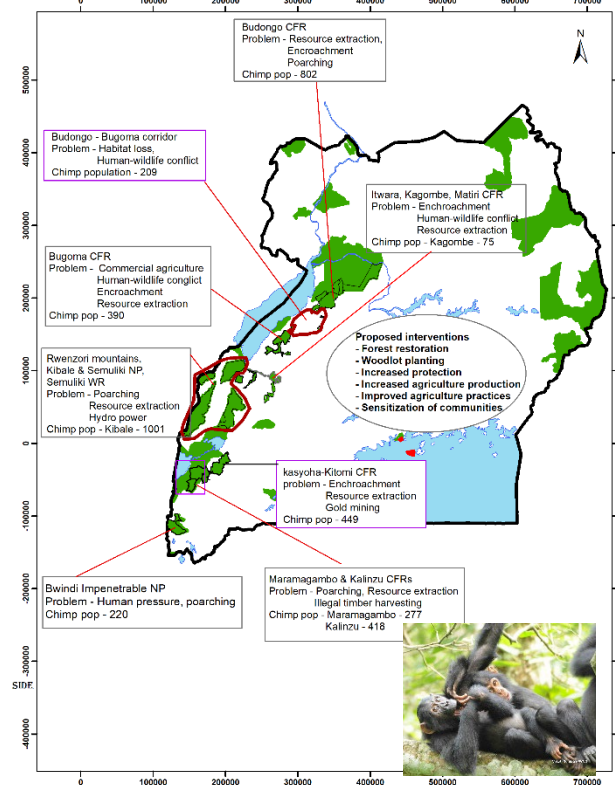 0 100000 200000 300000 400000 500000 600000 700000
Budongo CFR
Problem - Resource extraction,
Encroachment
Poarching
Chimp pop - 802
N
Budongo - Bugoma corridor
Problem - Habitat loss,
Human-wildlife conflict
Chimp population - 209
Itwara, Kagombe, Matiri CFR
Problem - Enchroachment
Human-wildlife conflict
Resource extraction
Chimp pop - Kagombe - 75
Bugoma CFR
Problem - Commercial agriculture
Human-wildlife conglict
Encroachment
Resource extraction
Chimp pop - 390
Proposed interventions
- Forest restoration
- Woodlot planting
- Increased protection
- Increased agriculture production
- Improved agriculture practices
- Sensitization of communities
Rwenzori mountains.
Kibale & Semuliki NP,
Semuliki WR
Problem - Poarching
Resource extraction
Hydro power
Chimp pop - Kibale - 1001
kasyoha-Kitomi CFR
problem - Enchroachment
Resource extraction
Gold mining
Chimp pop - 449
Bwindi Impenetrable NP
Problem - Human pressure, poarching
Chimp pop - 220
Maramagambo & Kalinzu CFRs
Problem - Poarching, Resource extraction
Illegal timber harvesting
Chimp pop - Maramagambo - 277
Kalinzu - 418
500000
400000
300000
200000
100000
0
-100000
-200000
-300000
SIDE
-400000
0 100000 200000 300000 400000 500000 600000 700000